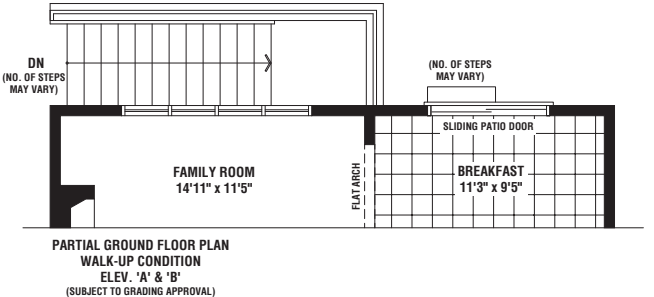 DN
(NO. OF STEPS
MAY VARY)
(NO. OF STEPS
MAY VARY)
SLIDING PATIO DOOR
FAMILY ROOM
14'11" x 11'5"
FLAT ARCH
BREAKFAST
11'3" x 9'5"
PARTIAL GROUND FLOOR PLAN
WALK-UP CONDITION
ELEV. 'A' & 'B'
(SUBJECT TO GRADING APPROVAL)